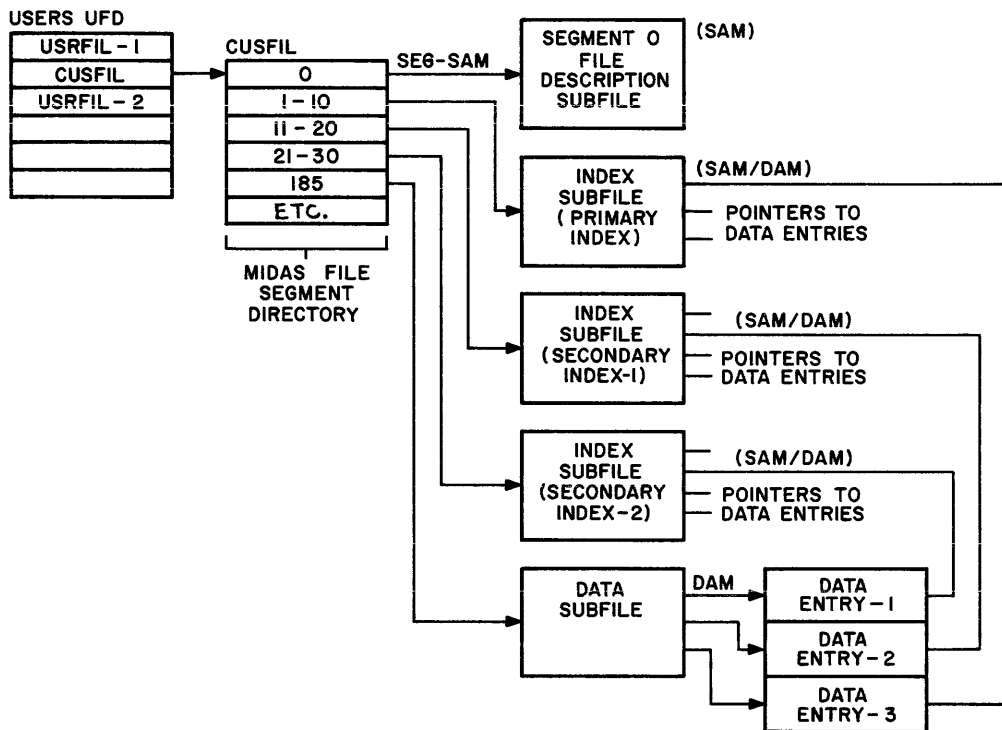 USERS UFD
USRFIL-1
CUSFIL
USRFIL-2
CUSFIL
0
1-10
11-20
21-30
185
ETC.
MIDAS FILE
SEGMENT
DIRECTORY
SEG-SAM
SEGMENT 0
FILE
DESCRIPTION
SUBFILE
(SAM)
INDEX
SUBFILE
(PRIMARY
INDEX)
(SAM/DAM)
POINTERS TO
DATA ENTRIES
INDEX
SUBFILE
(SECONDARY
INDEX-1)
(SAM/DAM)
POINTERS TO
DATA ENTRIES
INDEX
SUBFILE
(SECONDARY
INDEX-2)
(SAM/DAM)
POINTERS TO
DATA ENTRIES
DATA
SUBFILE
DAM
DATA
ENTRY-1
DATA
ENTRY-2
DATA
ENTRY-3